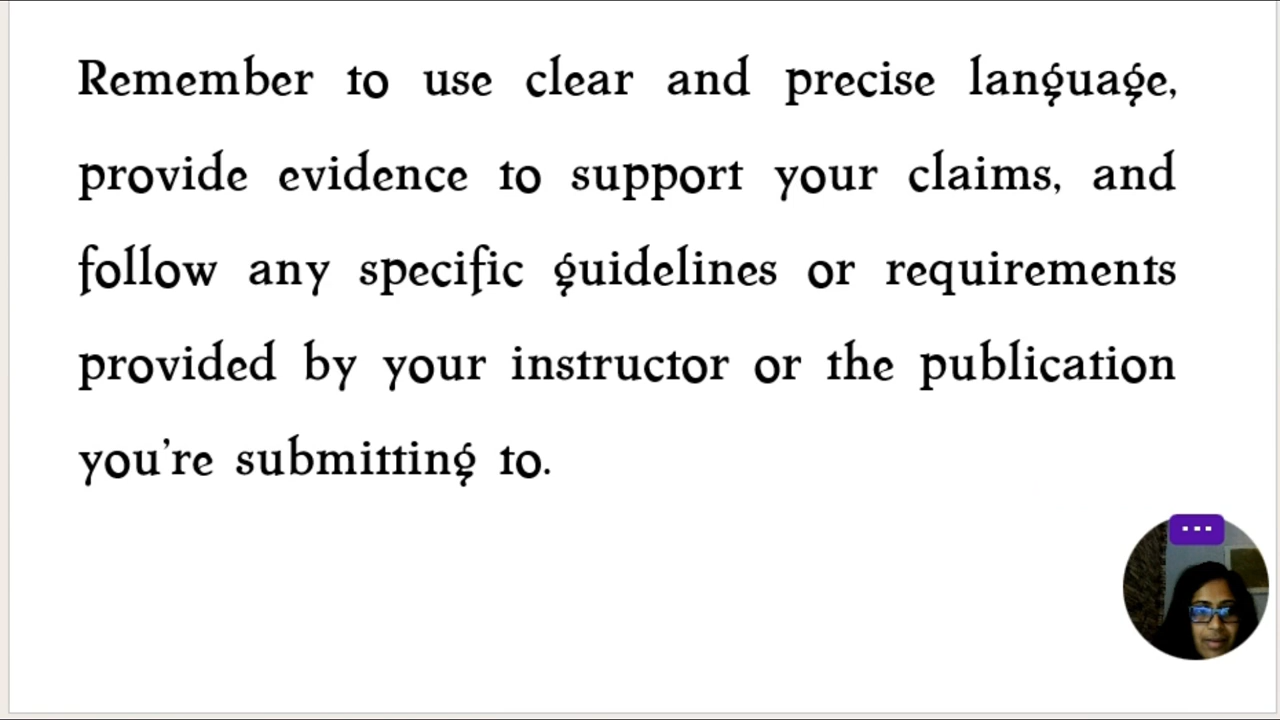 Remember to use clear and precise language,
provide evidence to support your claims, and
follow any specific guidelines or requirements
provided by your instructor or the publication
you're submitting to.